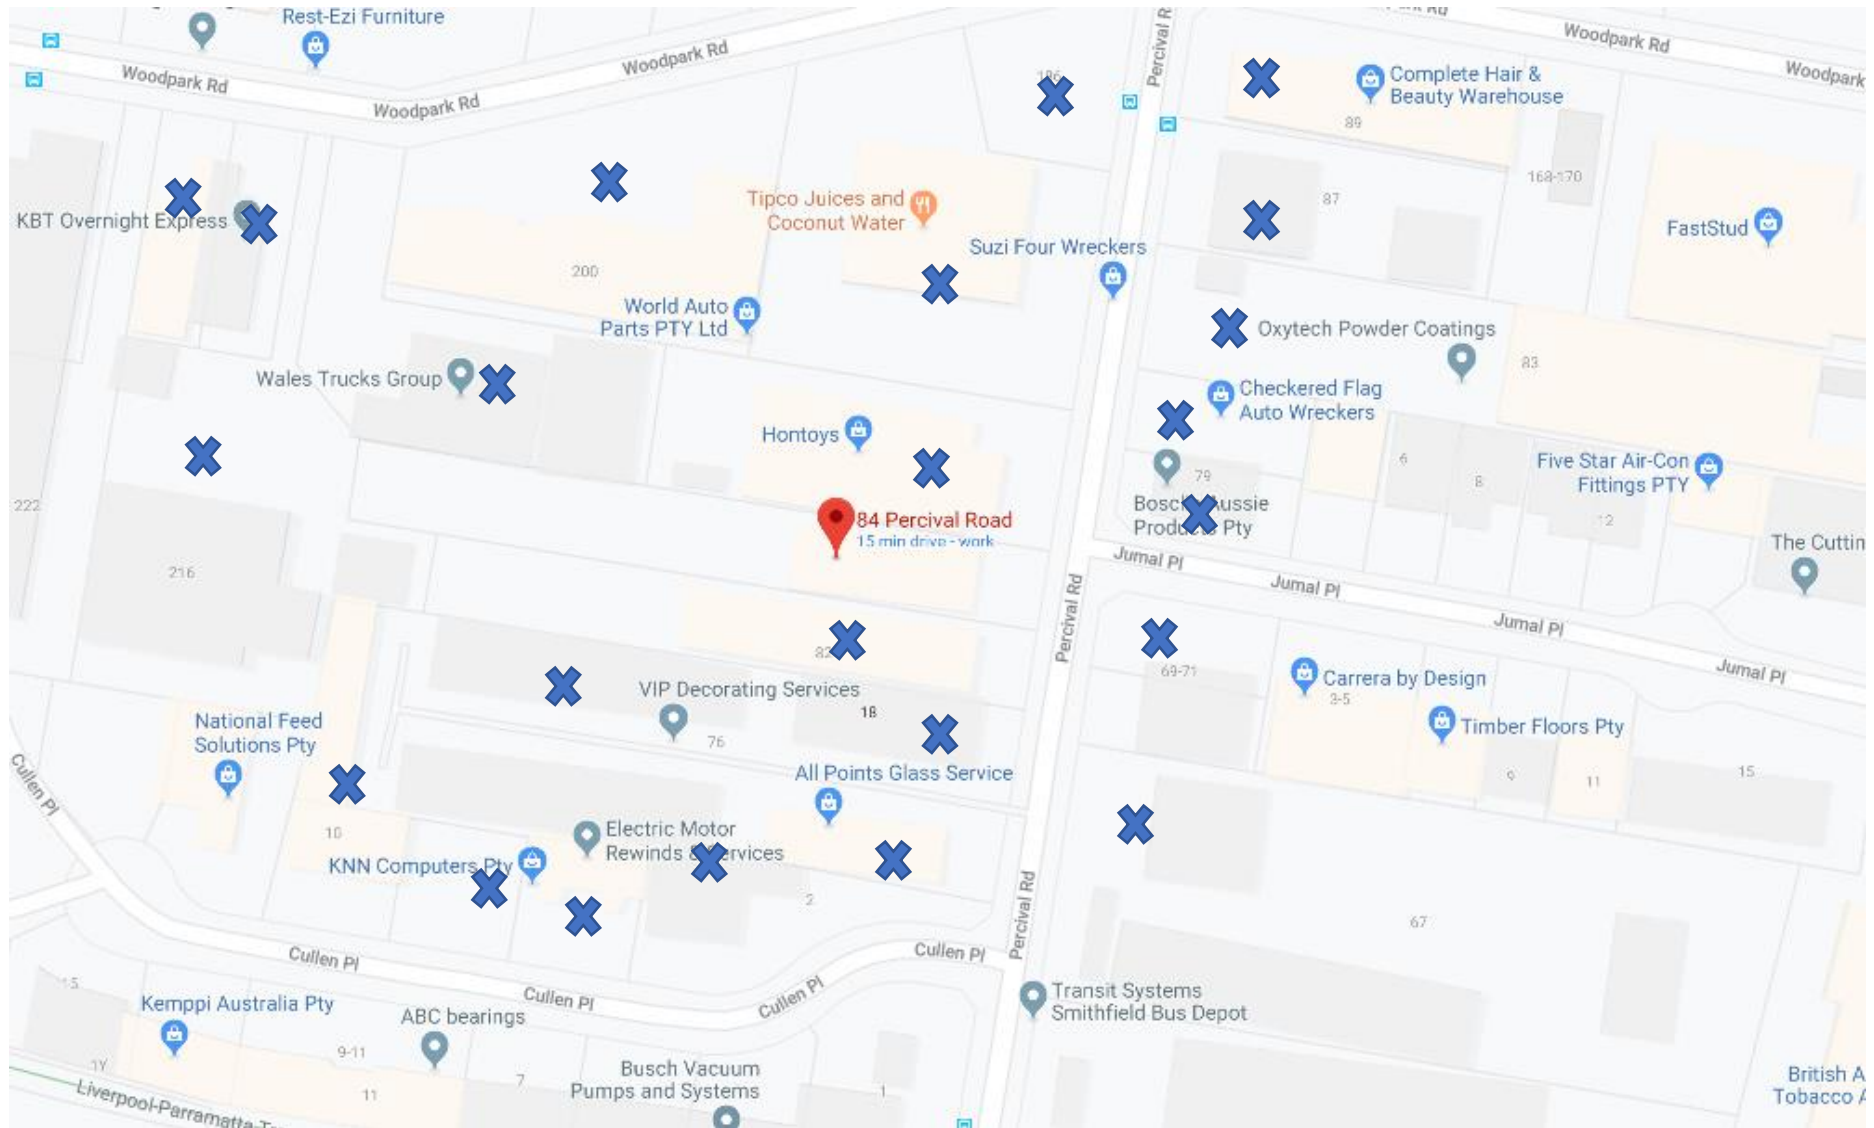 Rest-Ezi Furniture
Woodpark Rd
Woodpark Rd
Woodpark Rd
Percival R
Woodpark Rd
Woodpark
Complete Hair &
Beauty Warehouse
89
168-170
87
KBT Overnight Express
Tipco Juices and
Coconut Water
Suzi Four Wreckers
FastStud
200
World Auto
Parts PTY Ltd
Oxytech Powder Coatings
83
Wales Trucks Group
Checkered Flag
Auto Wreckers
Hontoys
6
8
12
Five Star Air-Con
Fittings PTY
79
Aussie
Pty
222
84 Percival Road
15 min drive - work
The Cuttin
Jumal Pl
Jumal Pl
Jumal Pl
Jumal Pl
216
Percival Rd
69-71
Carrera by Design
3-5
Timber Floors Pty
9
11
15
VIP Decorating Services
18
76
National Feed
Solutions Pty
All Points Glass Service
Cullen Pl
10
Electric Motor
Rewinds
KNN Computers Pty
2
67
Percival Rd
Cullen Pl
Cullen Pl
Cullen Pl
Cullen Pl
Transit Systems
Smithfield Bus Depot
Kemppi Australia Pty
ABC bearings
9-11
11
7
1
1Y
Busch Vacuum
Pumps and Systems
British A
Tobacco A
Liverpool-Parramatta-T